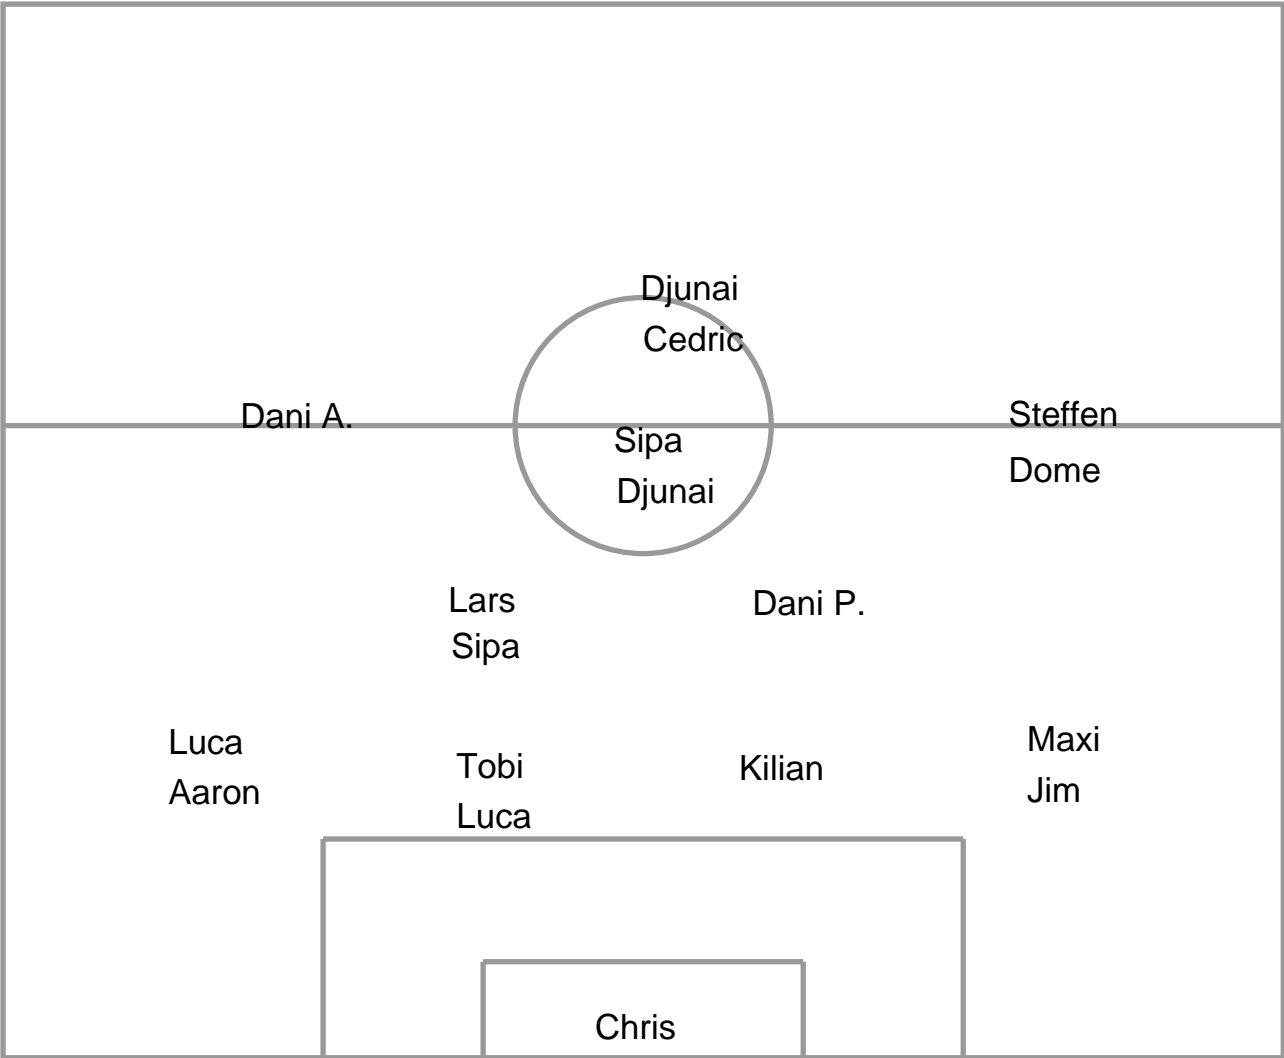 Djunai
Cedric
Dani A.
Steffen
Sipa
Dome
Djunai
Lars
Dani P.
Sipa
Luca
Maxi
Tobi
Kilian
Aaron
Jim
Luca
Chris